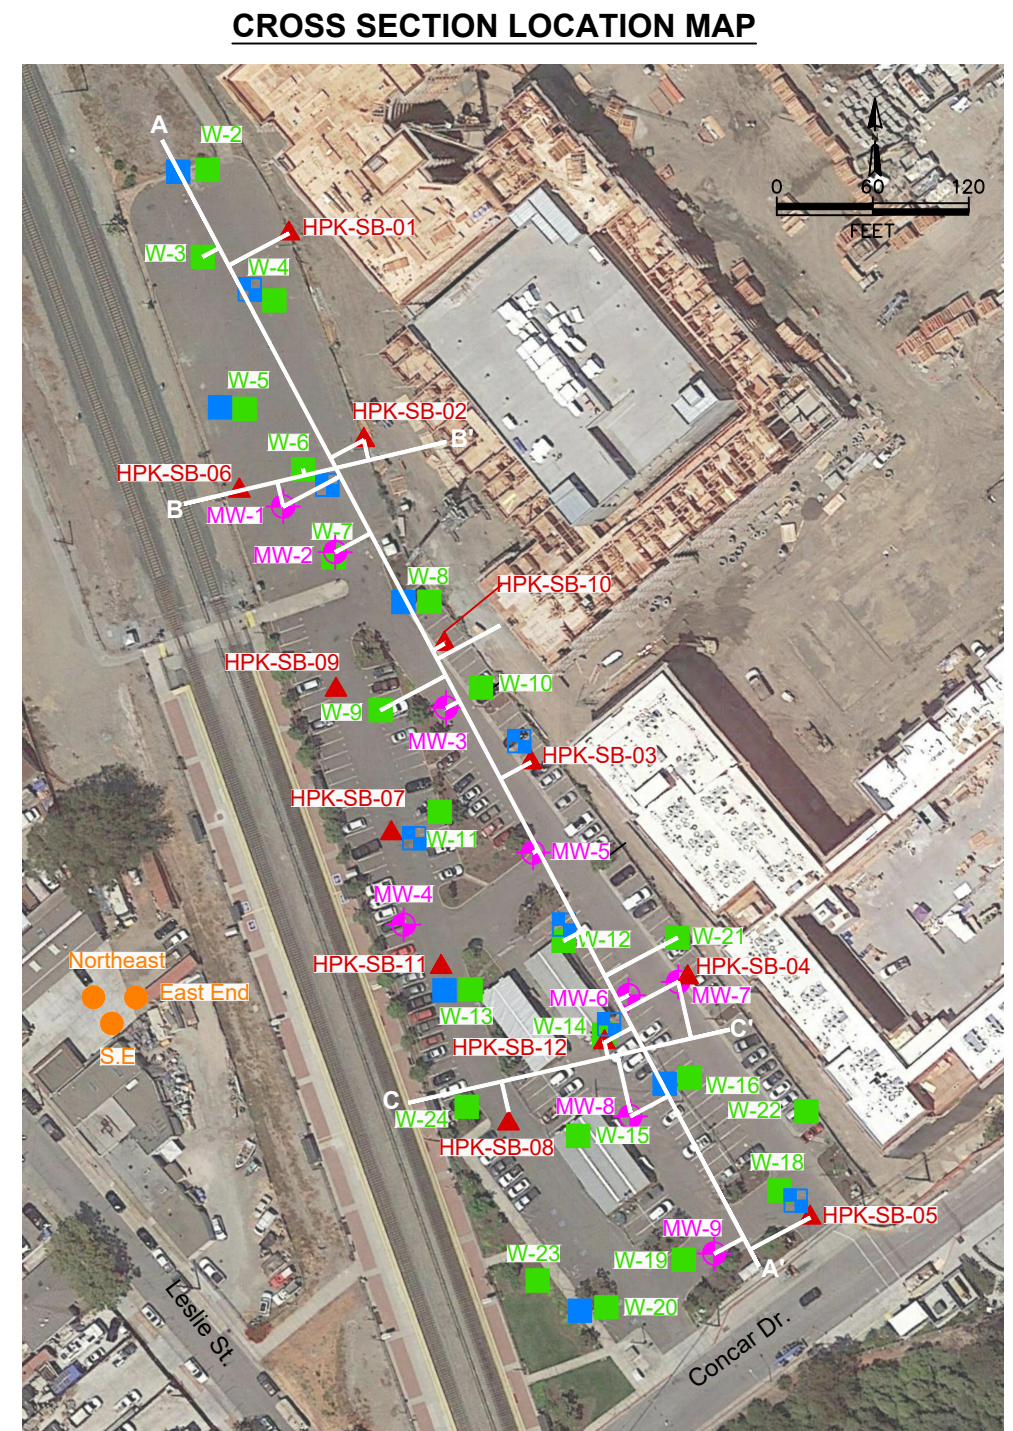 CROSS SECTION LOCATION MAP
A
W-2
0 60 120
FEET
HPK-SB-01
W-3
W-4
W-5
HPK-SB-02
B'
W-6
HPK-SB-06
B
MW-1
W-7
MW-2
W-8
HPK-SB-10
HPK-SB-09
W-10
W-9
MW-3
HPK-SB-03
HPK-SB-07
W-11
MW-5
MW-4
W-12
W-21
Northeast
HPK-SB-11
HPK-SB-04
East End
MW-6
MW-7
W-13
W-14
C'
S.E
HPK-SB-12
W-16
C
MW-8
W-22
W-24
W-15
HPK-SB-08
W-18
HPK-SB-05
MW-9
W-23
W-19
A'
W-20
Leslie St.
Concar Dr.